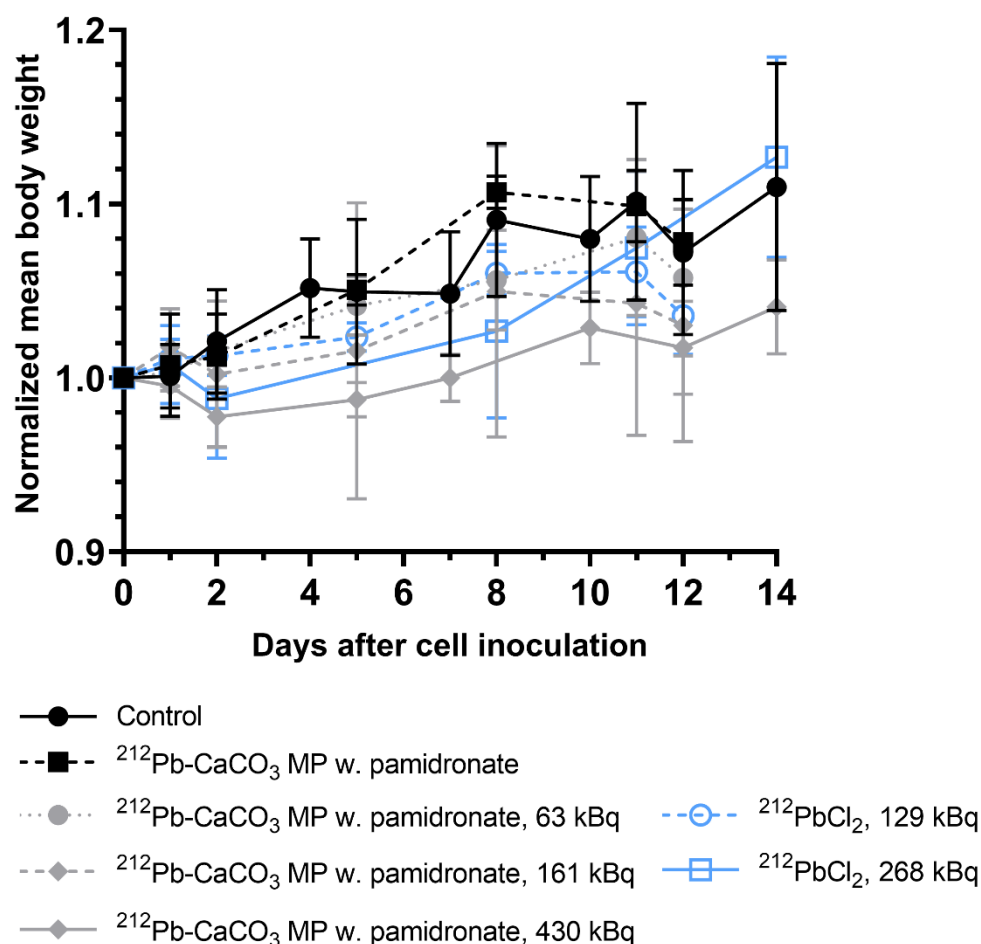 Normalized mean body weight
1.2
1.1
1.0
0.9
0 2 4 6 8 10 12 14
Days after cell inoculation
Control
²¹²Pb-CaCO₃ MP w. pamidronate
²¹²Pb-CaCO₃ MP w. pamidronate, 63 kBq
²¹²PbCl₂, 129 kBq
²¹²Pb-CaCO₃ MP w. pamidronate, 161 kBq
²¹²PbCl₂, 268 kBq
²¹²Pb-CaCO₃ MP w. pamidronate, 430 kBq